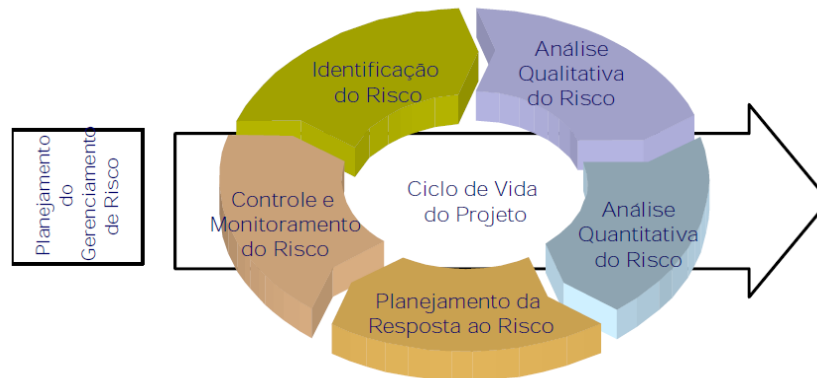 Planejamento
do
Gerenciamento
de Risco
Identificação
do Risco
Análise
Qualitativa
do Risco
Análise
Quantitativa
do Risco
Planejamento da
Resposta ao Risco
Controle e
Monitoramento
do Risco
Ciclo de Vida
do Projeto